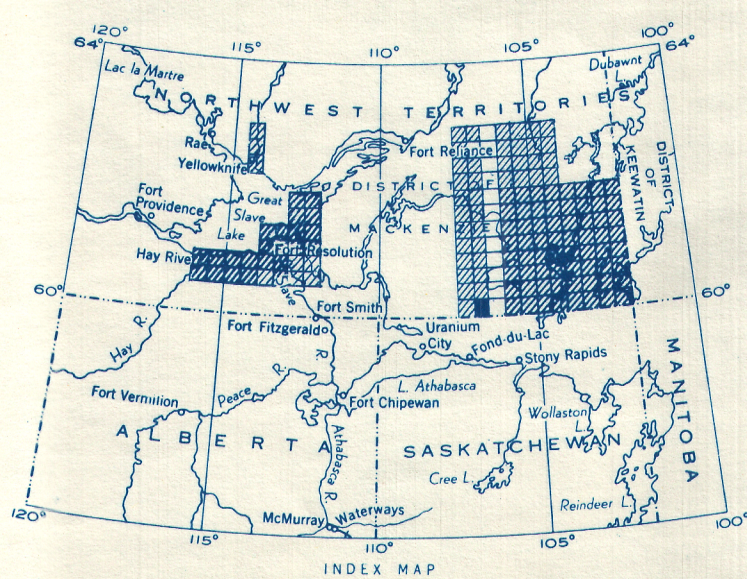 120°
115°
110°
105°
100°
64°
64°
Lac la Martre
Dubawnt
L.
NORTHWEST TERRITORIES
Rae
Yellowknife
Fort Reliance
DISTRICT
OF
KEEWATIN
Fort
Providence
Great
Slave
Lake
DISTRICT OF
MACKENZIE
Hay River
Fort Resolution
Slave
R.
60°
60°
Fort Smith
Fort Fitzgerald
Uranium
City
Fond-du-Lac
Stony Rapids
Hay
R.
MANITOBA
Fort Vermilion
Peace
R.
L. Athabasca
Fort Chipewan
Wollaston
L.
ALBERTA
SASKATCHEWAN
Athabasca R.
Cree L.
Reindeer L.
McMurray
Waterways
120°
115°
110°
105°
100°
INDEX MAP